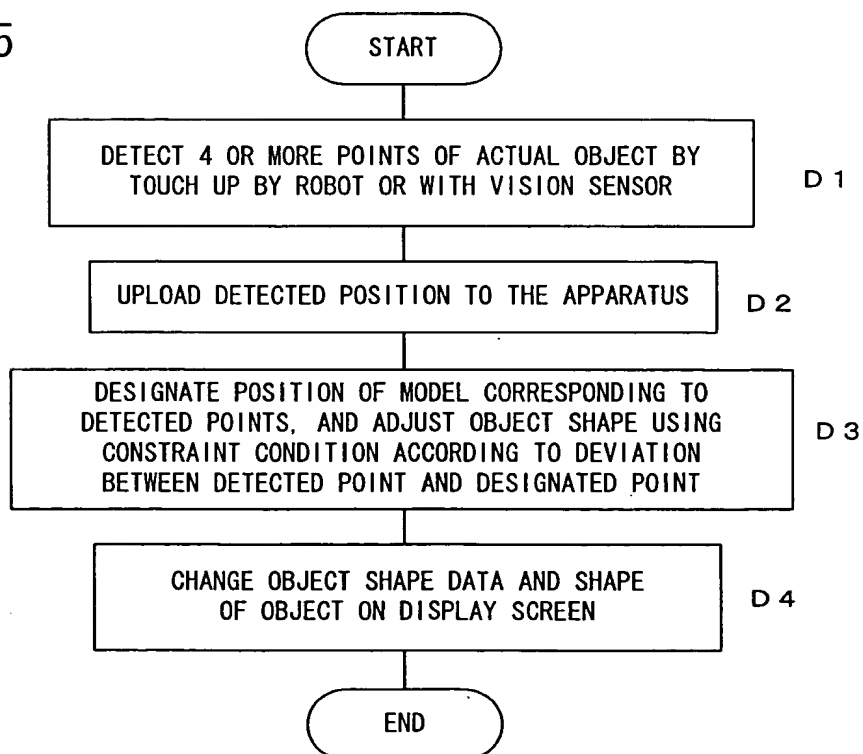 START
DETECT 4 OR MORE POINTS OF ACTUAL OBJECT BY
TOUCH UP BY ROBOT OR WITH VISION SENSOR
D 1
UPLOAD DETECTED POSITION TO THE APPARATUS
D 2
DESIGNATE POSITION OF MODEL CORRESPONDING TO
DETECTED POINTS, AND ADJUST OBJECT SHAPE USING
CONSTRAINT CONDITION ACCORDING TO DEVIATION
BETWEEN DETECTED POINT AND DESIGNATED POINT
D 3
CHANGE OBJECT SHAPE DATA AND SHAPE
OF OBJECT ON DISPLAY SCREEN
D 4
END